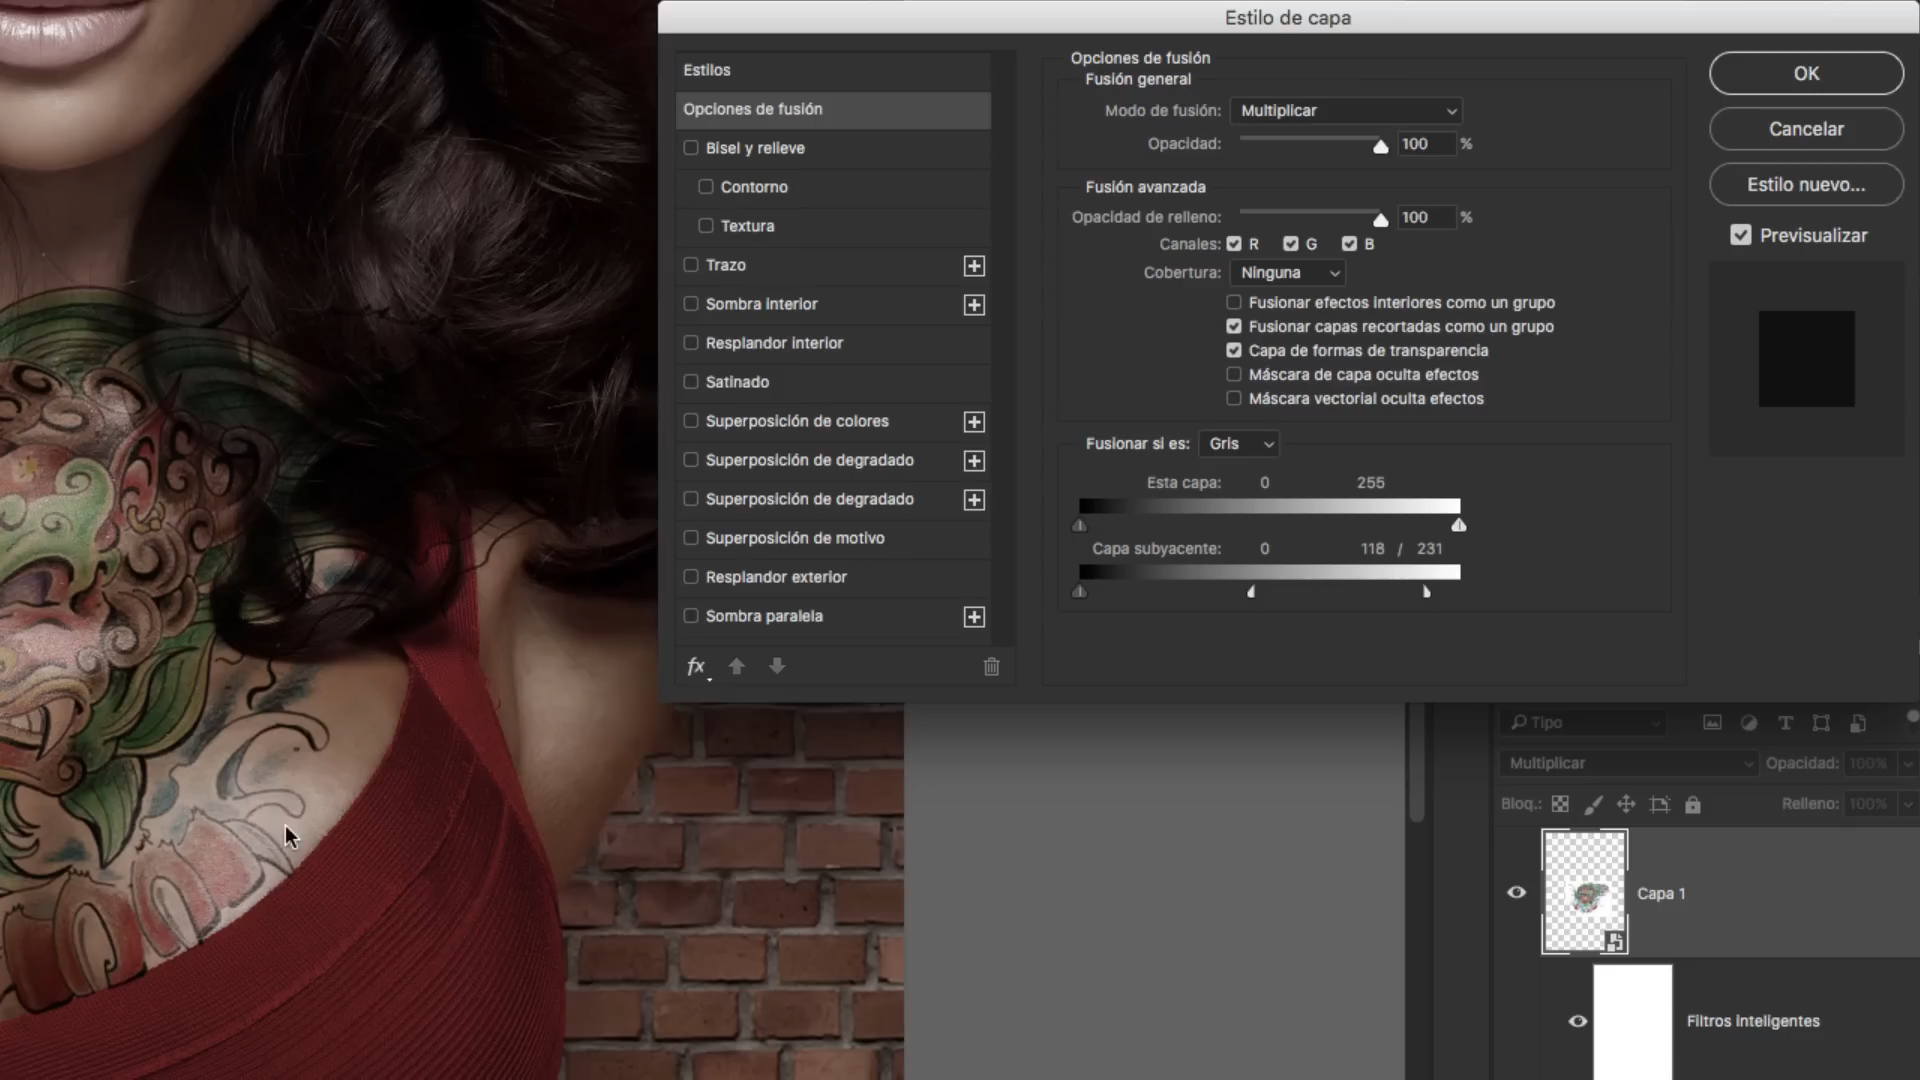 Estilo de capa
Estilos
Opciones de fusión
Bisel y relieve
Contorno
Textura
Trazo
Sombra interior
Resplandor interior
Satinado
Superposición de colores
Superposición de degradado
Superposición de degradado
Superposición de motivo
Resplandor exterior
Sombra paralela
fx
Opciones de fusión
Fusión general
Modo de fusión: Multiplicar
Opacidad: 100 %
Fusión avanzada
Opacidad de relleno: 100 %
Canales: R G B
Cobertura: Ninguna
Fusionar efectos interiores como un grupo
Fusionar capas recortadas como un grupo
Capa de formas de transparencia
Máscara de capa oculta efectos
Máscara vectorial oculta efectos
Fusionar si es: Gris
Esta capa: 0 255
Capa subyacente: 0 118 / 231
OK
Cancelar
Estilo nuevo...
Previsualizar
Tipo
Multiplicar Opacidad: 100%
Bloq.: Relleno: 100%
Capa 1
Filtros inteligentes